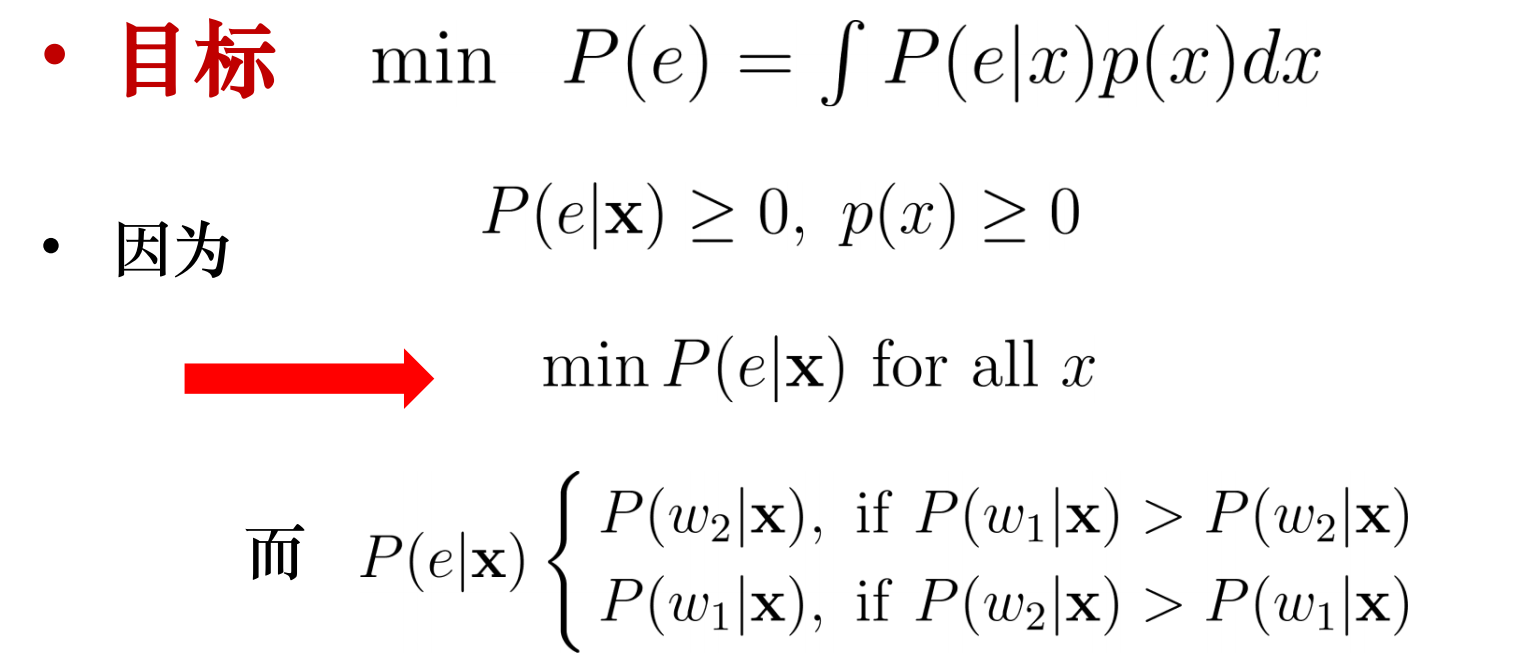 • 目标 min P(e) = ∫ P(e|x)p(x)dx
• 因为 P(e|𝐱) ≥ 0, p(x) ≥ 0
min P(e|𝐱) for all x
而 P(e|𝐱) { P(w₂|𝐱), if P(w₁|𝐱) > P(w₂|𝐱)
P(w₁|𝐱), if P(w₂|𝐱) > P(w₁|𝐱)